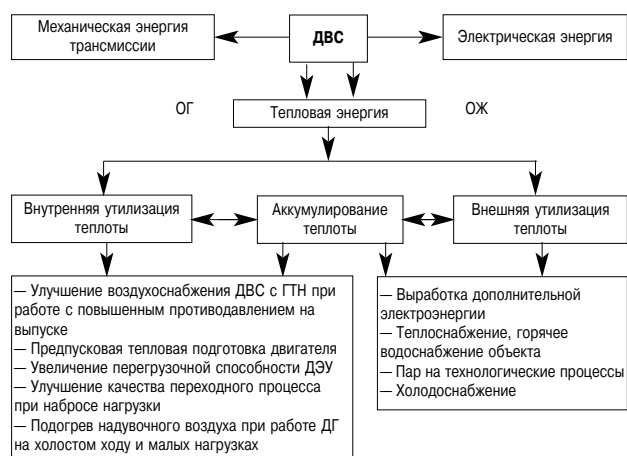 Механическая энергия
трансмиссии
ДВС
Электрическая энергия
ОГ
Тепловая энергия
ОЖ
Внутренняя утилизация
теплоты
Аккумулирование
теплоты
Внешняя утилизация
теплоты
— Улучшение воздухоснабжения ДВС с ГТН при
работе с повышенным противодавлением на
выпуске
— Предпусковая тепловая подготовка двигателя
— Увеличение перегрузочной способности ДЭУ
— Улучшение качества переходного процесса
при набросе нагрузки
— Подогрев надувочного воздуха при работе ДГ
на холостом ходу и малых нагрузках
— Выработка дополнительной
электроэнергии
— Теплоснабжение, горячее
водоснабжение объекта
— Пар на технологические процессы
— Холодоснабжение